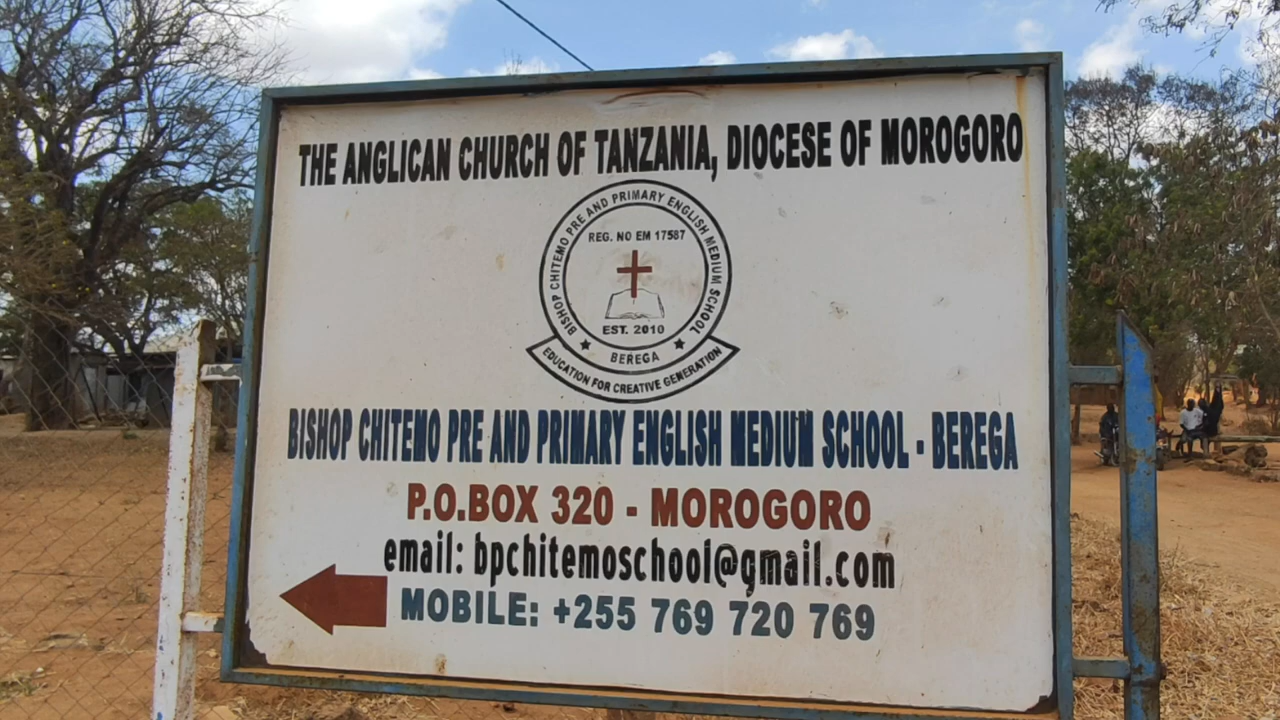 THE ANGLICAN CHURCH OF TANZANIA, DIOCESE OF MOROGORO
BISHOP CHITEMO PRE AND PRIMARY ENGLISH MEDIUM SCHOOL
REG. NO EM 17587
EST. 2010
BEREGA
EDUCATION FOR CREATIVE GENERATION
BISHOP CHITEMO PRE AND PRIMARY ENGLISH MEDIUM SCHOOL - BEREGA
P.O.BOX 320 - MOROGORO
email: bpchitemoschool@gmail.com
MOBILE: +255 769 720 769